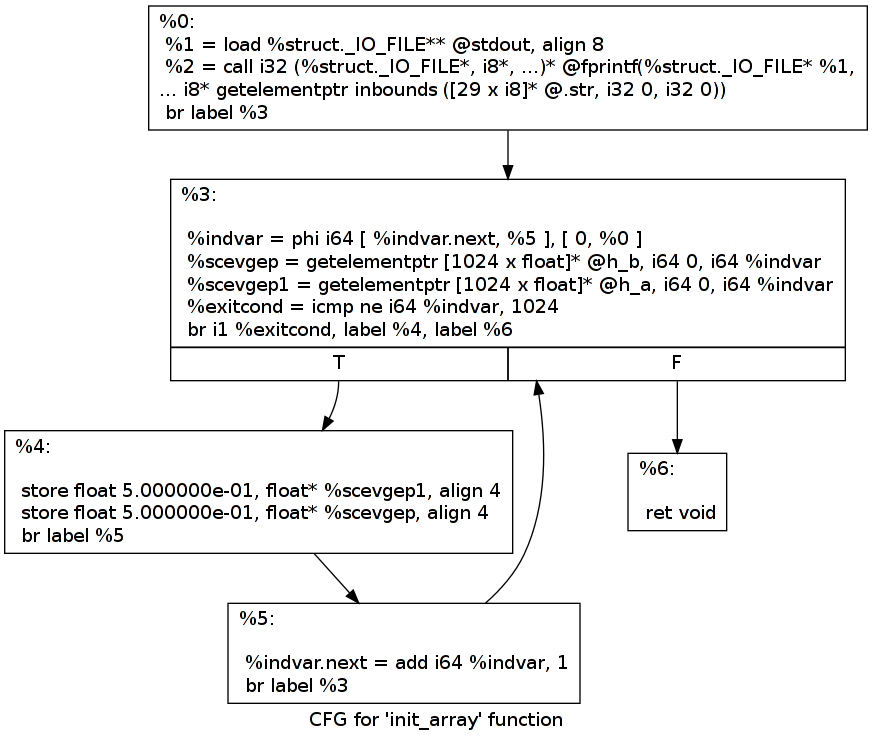 %0:
%1 = load %struct._IO_FILE** @stdout, align 8
%2 = call i32 (%struct._IO_FILE*, i8*, ...)* @fprintf(%struct._IO_FILE* %1,
... i8* getelementptr inbounds ([29 x i8]* @.str, i32 0, i32 0))
br label %3
%3:
%indvar = phi i64 [ %indvar.next, %5 ], [ 0, %0 ]
%scevgep = getelementptr [1024 x float]* @h_b, i64 0, i64 %indvar
%scevgep1 = getelementptr [1024 x float]* @h_a, i64 0, i64 %indvar
%exitcond = icmp ne i64 %indvar, 1024
br i1 %exitcond, label %4, label %6
T
F
%4:
store float 5.000000e-01, float* %scevgep1, align 4
store float 5.000000e-01, float* %scevgep, align 4
br label %5
%6:
ret void
%5:
%indvar.next = add i64 %indvar, 1
br label %3
CFG for 'init_array' function